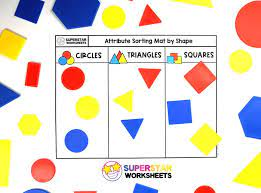 SUPERSTAR
WORKSHEETS
Attribute Sorting Mat by Shape
CIRCLES
TRIANGLES
SQUARES
SUPERSTAR
WORKSHEETS